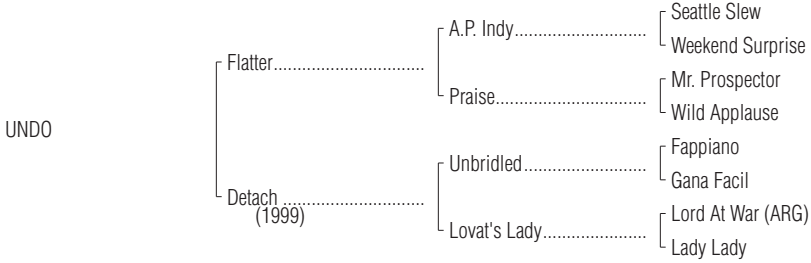 Seattle Slew
A.P. Indy..............................
Weekend Surprise
Flatter..................................
Mr. Prospector
Praise..................................
Wild Applause
UNDO
Fappiano
Unbridled............................
Gana Facil
Detach ................................
(1999)
Lord At War (ARG)
Lovat's Lady.......................
Lady Lady